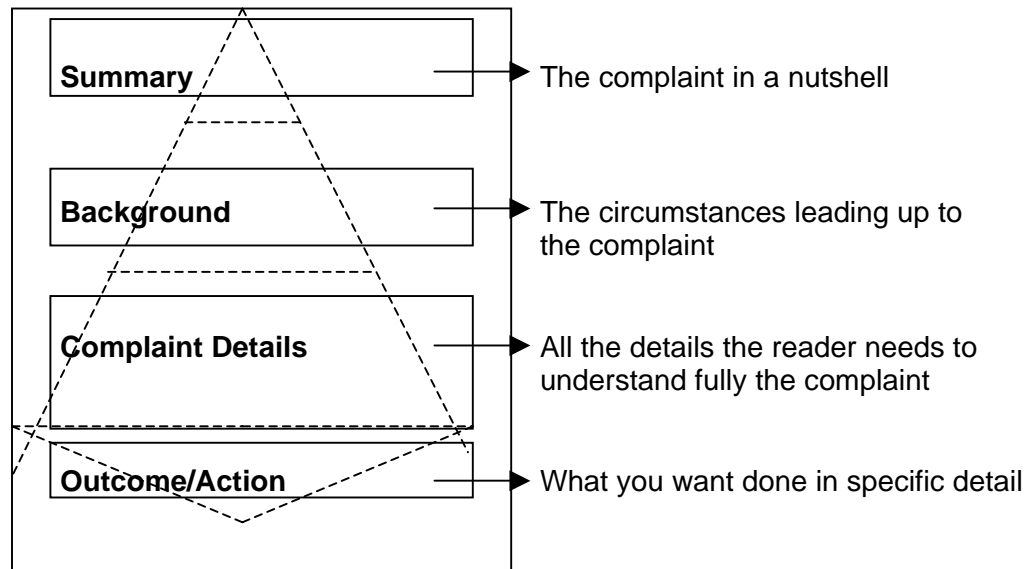 Summary
The complaint in a nutshell
Background
The circumstances leading up to
the complaint
Complaint Details
All the details the reader needs to
understand fully the complaint
Outcome/Action
What you want done in specific detail